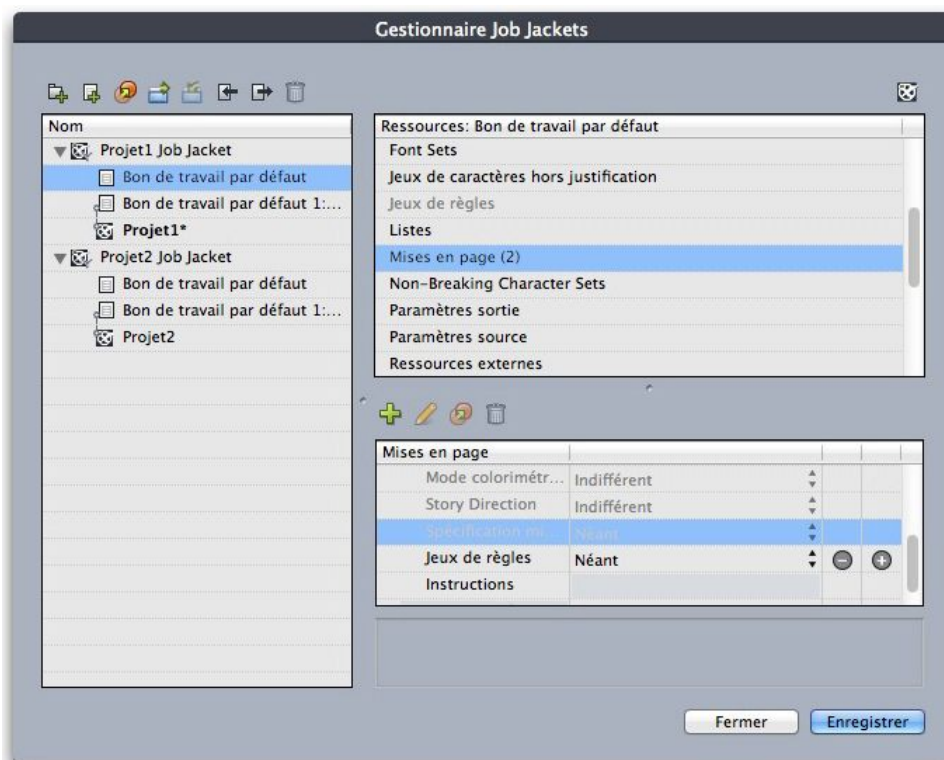 Gestionnaire Job Jackets
Nom
Projet1 Job Jacket
Bon de travail par défaut
Bon de travail par défaut 1:...
Projet1*
Projet2 Job Jacket
Bon de travail par défaut
Bon de travail par défaut 1:...
Projet2
Ressources: Bon de travail par défaut
Font Sets
Jeux de caractères hors justification
Jeux de règles
Listes
Mises en page (2)
Non-Breaking Character Sets
Paramètres sortie
Paramètres source
Ressources externes
Mises en page
Mode colorimétr... Indifférent
Story Direction Indifférent
Spécification mi... Néant
Jeux de règles Néant
Instructions
Fermer Enregistrer